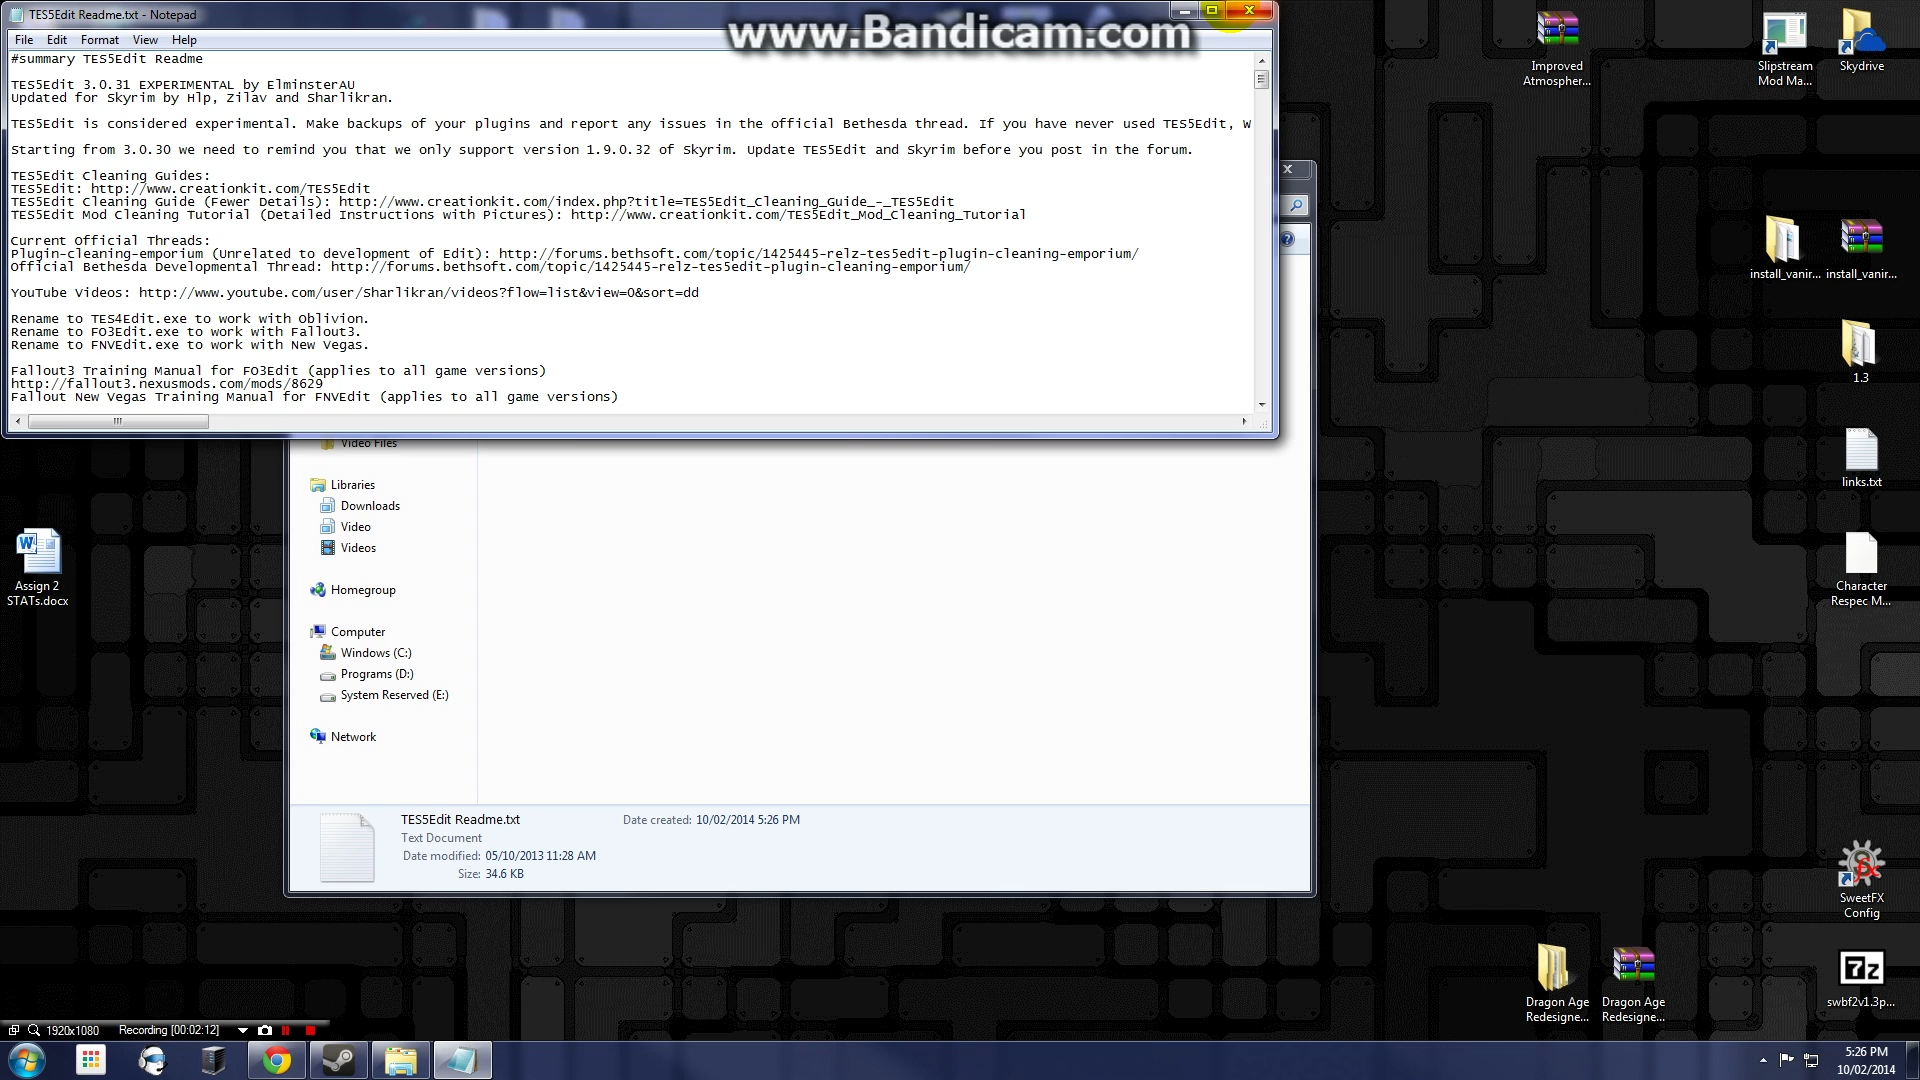 TES5Edit Readme.txt - Notepad
www.Bandicam.com
File Edit Format View Help
#summary TES5Edit Readme
TES5Edit 3.0.31 EXPERIMENTAL by ElminsterAU
Updated for Skyrim by Hlp, Zilav and Sharlikran.
TES5Edit is considered experimental. Make backups of your plugins and report any issues in the official Bethesda thread. If you have never used TES5Edit, W
Starting from 3.0.30 we need to remind you that we only support version 1.9.0.32 of Skyrim. Update TES5Edit and Skyrim before you post in the forum.
TES5Edit Cleaning Guides:
TES5Edit: http://www.creationkit.com/TES5Edit
TES5Edit Cleaning Guide (Fewer Details): http://www.creationkit.com/index.php?title=TES5Edit_Cleaning_Guide_-_TES5Edit
TES5Edit Mod Cleaning Tutorial (Detailed Instructions with Pictures): http://www.creationkit.com/TES5Edit_Mod_Cleaning_Tutorial
Current Official Threads:
Plugin-cleaning-emporium (Unrelated to development of Edit): http://forums.bethsoft.com/topic/1425445-relz-tes5edit-plugin-cleaning-emporium/
Official Bethesda Developmental Thread: http://forums.bethsoft.com/topic/1425445-relz-tes5edit-plugin-cleaning-emporium/
YouTube Videos: http://www.youtube.com/user/Sharlikran/videos?flow=list&view=0&sort=dd
Rename to TES4Edit.exe to work with Oblivion.
Rename to FO3Edit.exe to work with Fallout3.
Rename to FNVEdit.exe to work with New Vegas.
Fallout3 Training Manual for FO3Edit (applies to all game versions)
http://fallout3.nexusmods.com/mods/8629
Fallout New Vegas Training Manual for FNVEdit (applies to all game versions)
Video Files
Libraries
Downloads
Video
Videos
Homegroup
Computer
Windows (C:)
Programs (D:)
System Reserved (E:)
Network
TES5Edit Readme.txt
Text Document
Date modified: 05/10/2013 11:28 AM
Size: 34.6 KB
Date created: 10/02/2014 5:26 PM
Assign 2
STATs.docx
Improved
Atmospher...
Slipstream
Mod Ma...
Skydrive
install_vanir...
install_vanir...
1.3
links.txt
Character
Respec M...
SweetFX
Config
Dragon Age
Redesigne...
Dragon Age
Redesigne...
7z
swbf2v1.3p...
1920x1080 Recording [00:02:12]
5:26 PM
10/02/2014